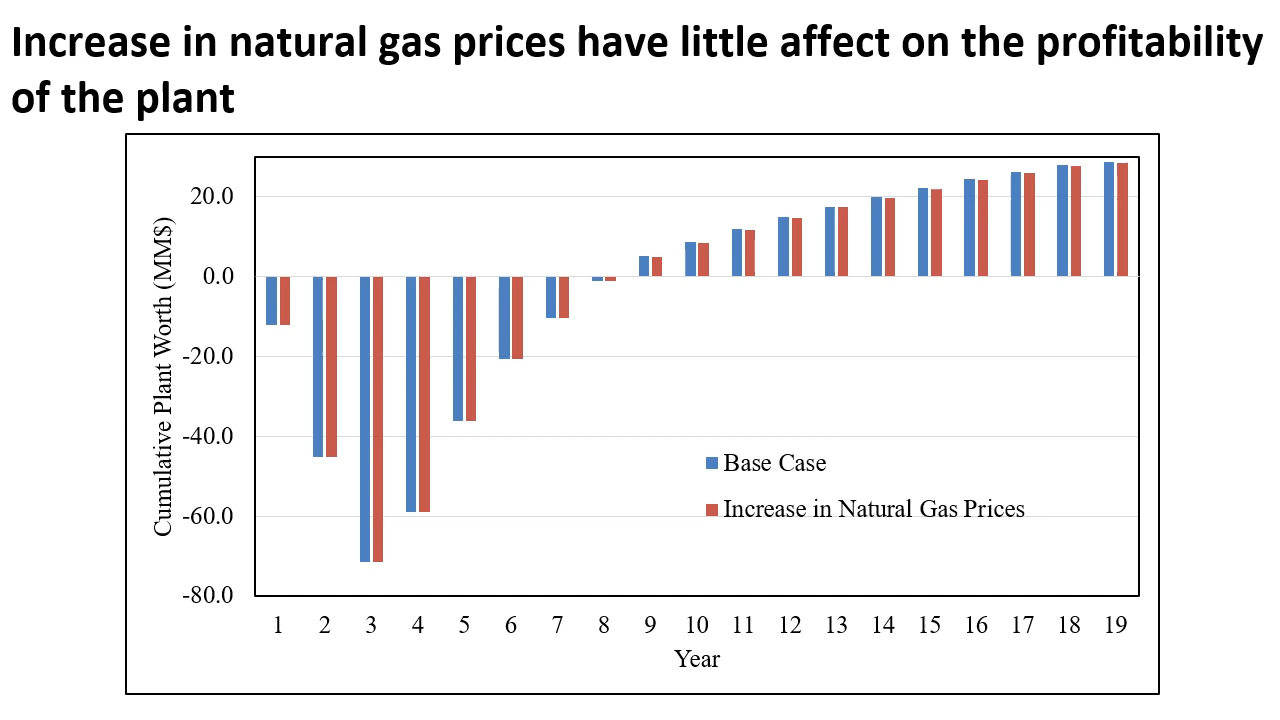 Increase in natural gas prices have little affect on the profitability
of the plant
Cumulative Plant Worth (MM$)
20.0
0.0
-20.0
-40.0
-60.0
-80.0
Base Case
Increase in Natural Gas Prices
1 2 3 4 5 6 7 8 9 10 11 12 13 14 15 16 17 18 19
Year